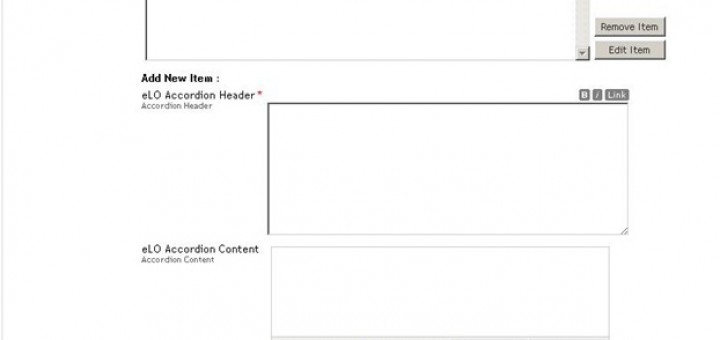 Remove Item
Edit Item
Add New Item :
eLO Accordion Header*
B i Link
Accordion Header
eLO Accordion Content
Accordion Content